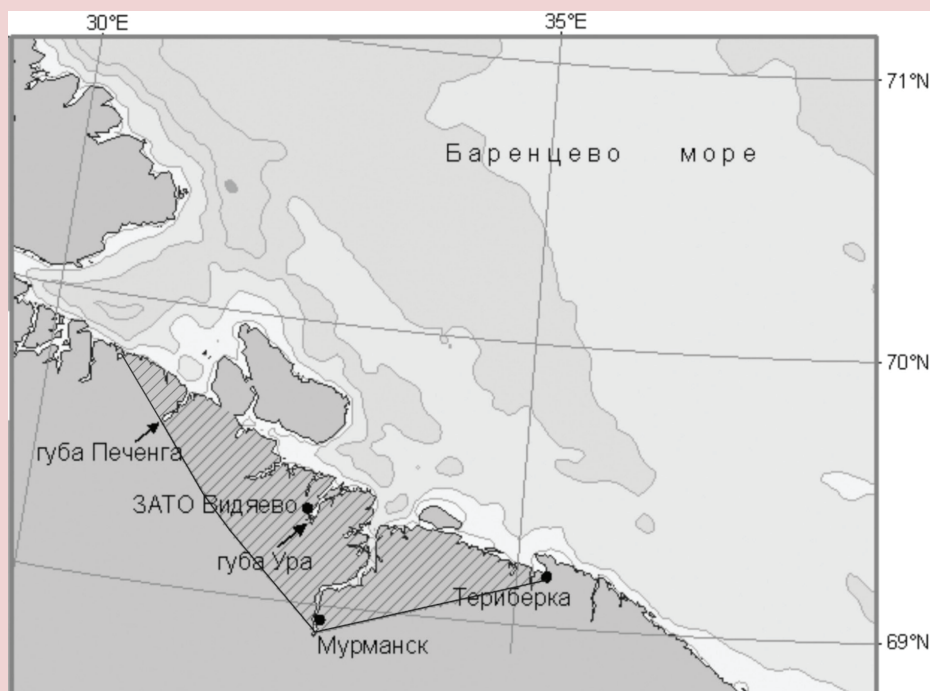 30°E
35°E
71°N
Баренцево море
70°N
губа Печенга
ЗАТО Видяево
губа Ура
Териберка
Мурманск
69°N